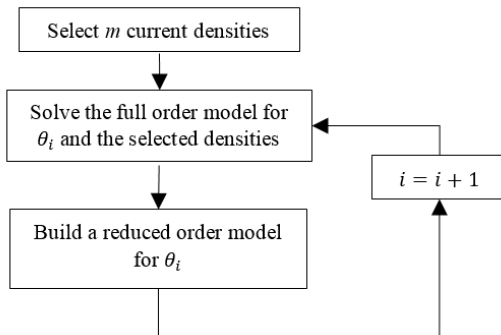 Select m current densities
Solve the full order model for
θᵢ and the selected densities
i = i + 1
Build a reduced order model
for θᵢ